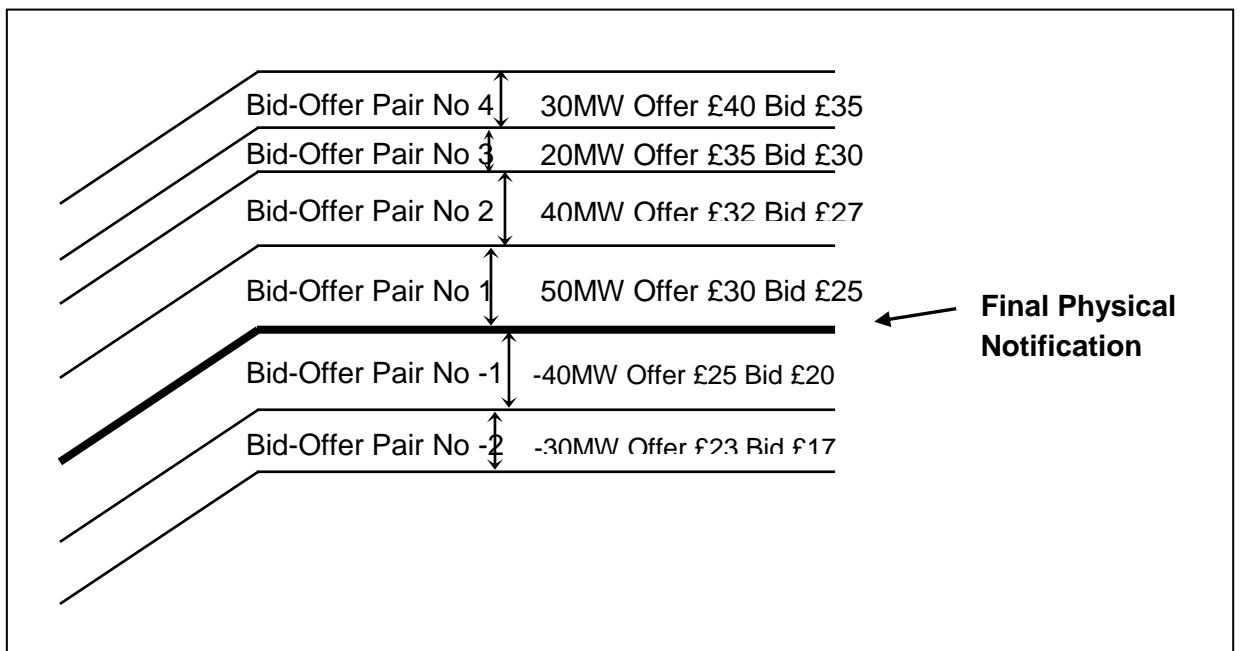 Bid-Offer Pair No 4 30MW Offer £40 Bid £35
Bid-Offer Pair No 3 20MW Offer £35 Bid £30
Bid-Offer Pair No 2 40MW Offer £32 Bid £27
Bid-Offer Pair No 1 50MW Offer £30 Bid £25
Final Physical
Notification
Bid-Offer Pair No -1 -40MW Offer £25 Bid £20
Bid-Offer Pair No -2 -30MW Offer £23 Bid £17